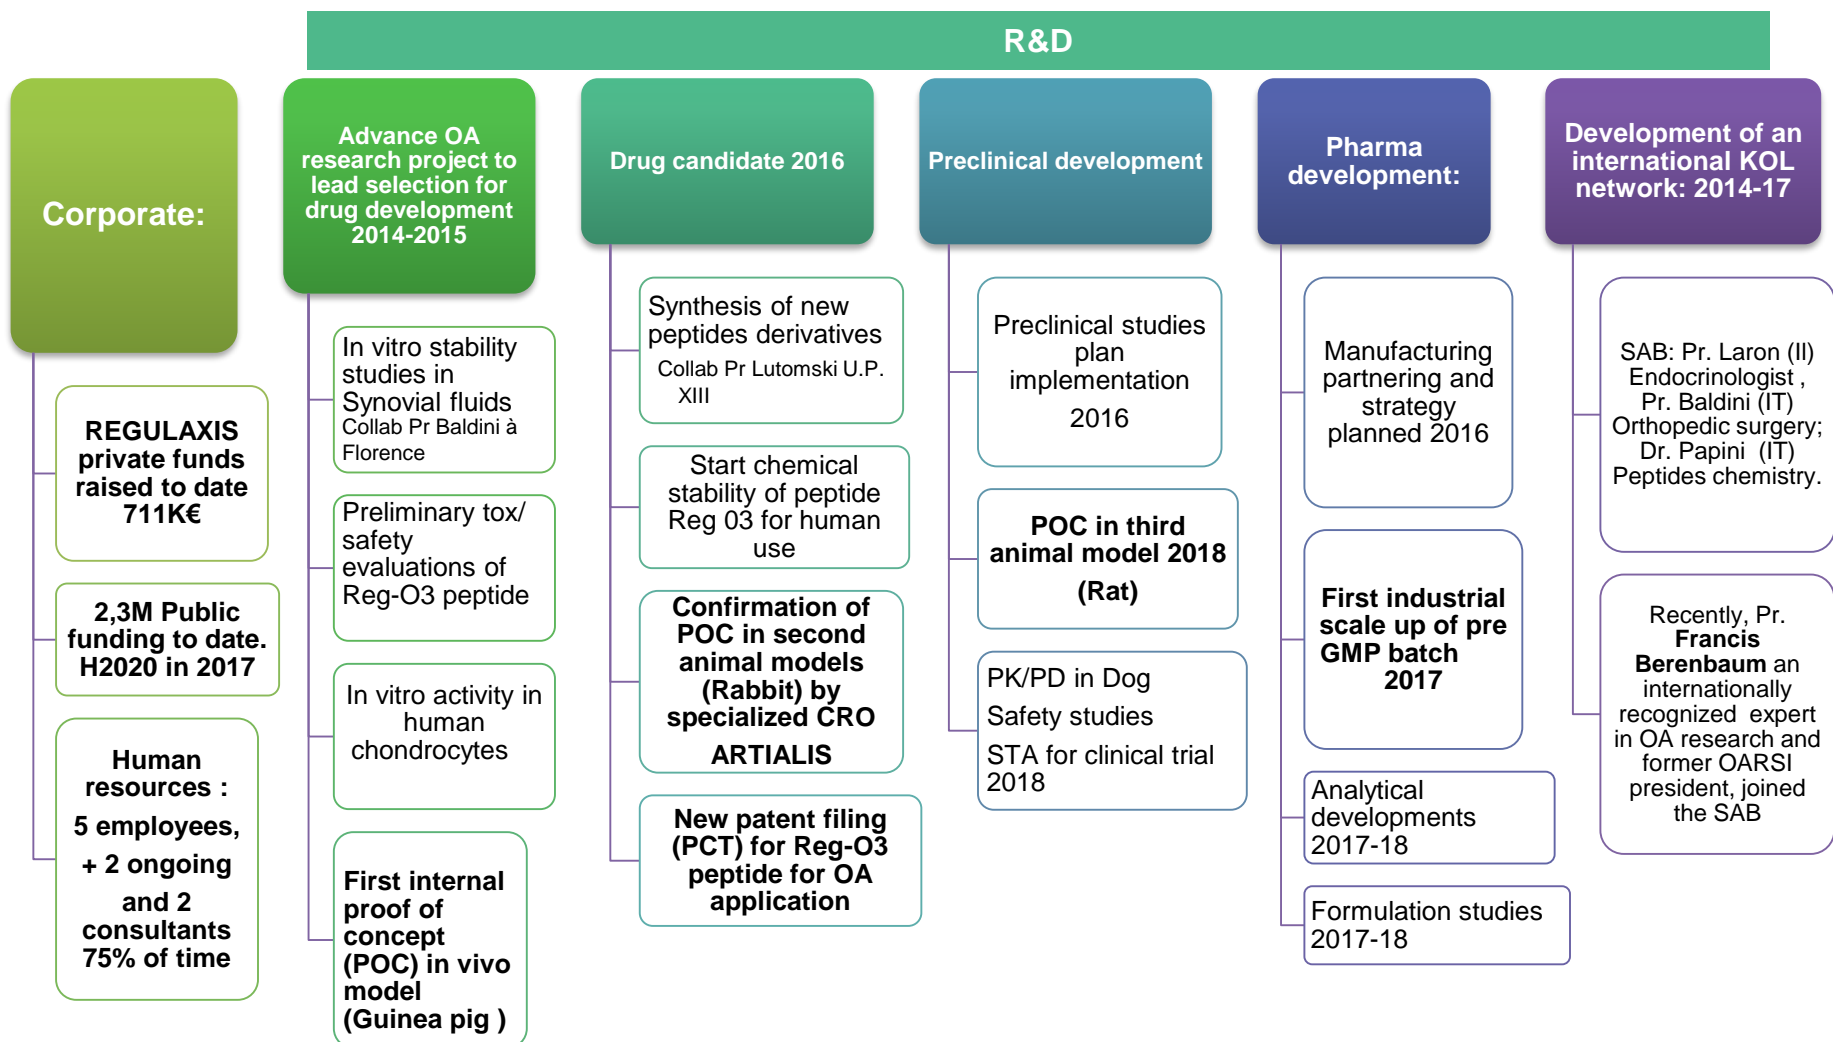 R&D
Corporate:
REGULAXIS
private funds
raised to date
711K€
2,3M Public
funding to date.
H2020 in 2017
Human
resources :
5 employees,
+ 2 ongoing
and 2
consultants
75% of time
Advance OA
research project to
lead selection for
drug development
2014-2015
In vitro stability
studies in
Synovial fluids
Collab Pr Baldini à
Florence
Preliminary tox/
safety
evaluations of
Reg-O3 peptide
In vitro activity in
human
chondrocytes
First internal
proof of
concept
(POC) in vivo
model
(Guinea pig )
Drug candidate 2016
Synthesis of new
peptides derivatives
Collab Pr Lutomski U.P.
XIII
Start chemical
stability of peptide
Reg 03 for human
use
Confirmation of
POC in second
animal models
(Rabbit) by
specialized CRO
ARTIALIS
New patent filing
(PCT) for Reg-O3
peptide for OA
application
Preclinical development
Preclinical studies
plan
implementation
2016
POC in third
animal model 2018
(Rat)
PK/PD in Dog
Safety studies
STA for clinical trial
2018
Pharma
development:
Manufacturing
partnering and
strategy
planned 2016
First industrial
scale up of pre
GMP batch
2017
Analytical
developments
2017-18
Formulation studies
2017-18
Development of an
international KOL
network: 2014-17
SAB: Pr. Laron (Il)
Endocrinologist ,
Pr. Baldini (IT)
Orthopedic surgery;
Dr. Papini (IT)
Peptides chemistry.
Recently, Pr.
Francis
Berenbaum an
internationally
recognized expert
in OA research and
former OARSI
president, joined
the SAB